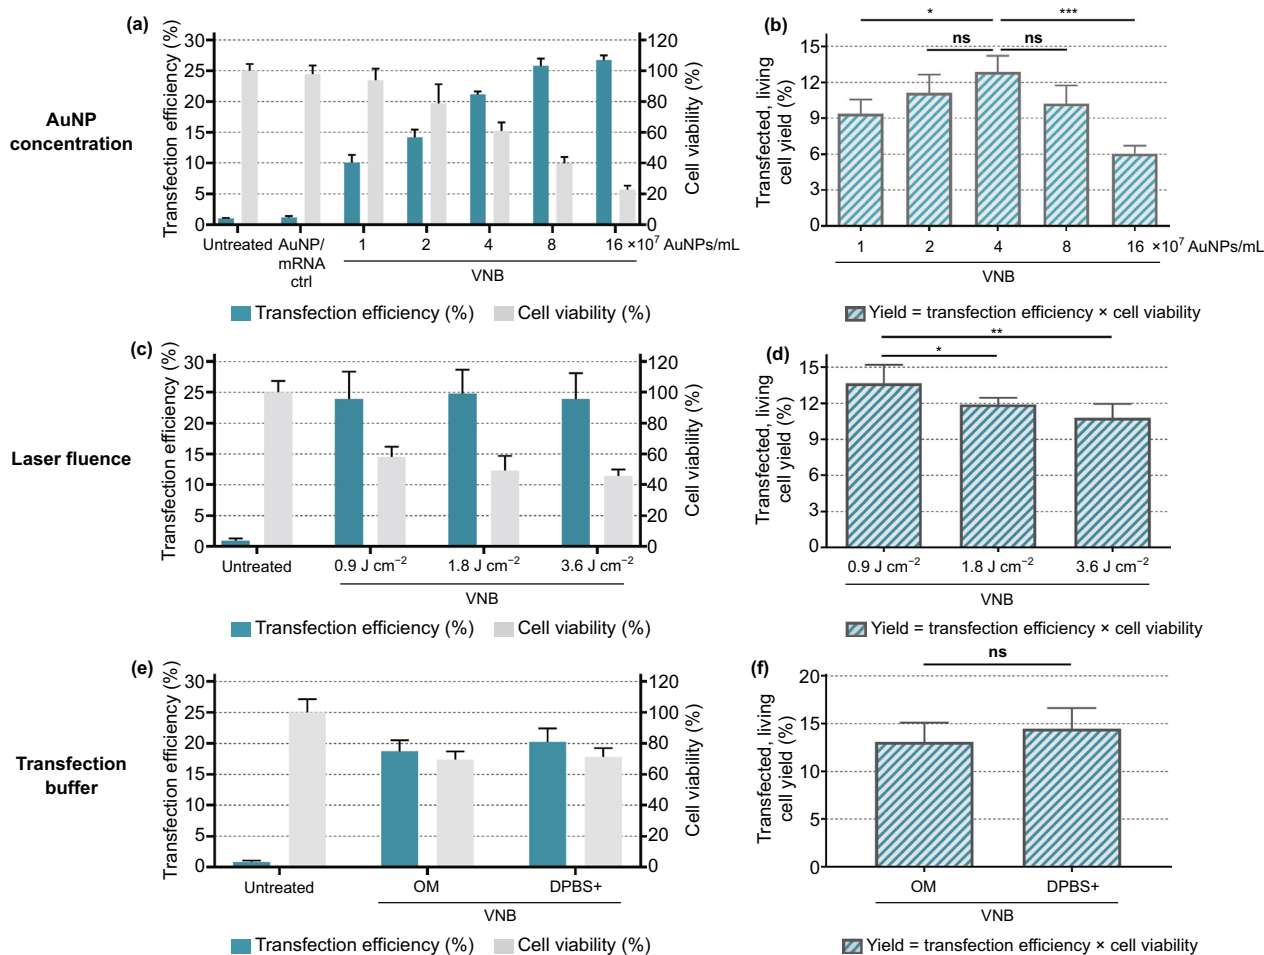 AuNP
concentration
(a)
Transfection efficiency (%)
30
25
20
15
10
5
0
120
100
80
60
40
20
0
Cell viability (%)
Untreated
AuNP/
mRNA
ctrl
1
2
4
8
16 ×10⁷ AuNPs/mL
VNB
Transfection efficiency (%)
Cell viability (%)
(b)
*
***
ns
ns
Transfected, living
cell yield (%)
15
12
9
6
3
0
1
2
4
8
16 ×10⁷ AuNPs/mL
VNB
Yield = transfection efficiency × cell viability
Laser fluence
(c)
Transfection efficiency (%)
30
25
20
15
10
5
0
120
100
80
60
40
20
0
Cell viability (%)
Untreated
0.9 J cm⁻²
1.8 J cm⁻²
3.6 J cm⁻²
VNB
Transfection efficiency (%)
Cell viability (%)
(d)
**
*
Transfected, living
cell yield (%)
15
12
9
6
3
0
0.9 J cm⁻²
1.8 J cm⁻²
3.6 J cm⁻²
VNB
Yield = transfection efficiency × cell viability
Transfection
buffer
(e)
Transfection efficiency (%)
30
25
20
15
10
5
0
120
100
80
60
40
20
0
Cell viability (%)
Untreated
OM
DPBS+
VNB
Transfection efficiency (%)
Cell viability (%)
(f)
ns
Transfected, living
cell yield (%)
20
15
10
5
0
OM
DPBS+
VNB
Yield = transfection efficiency × cell viability